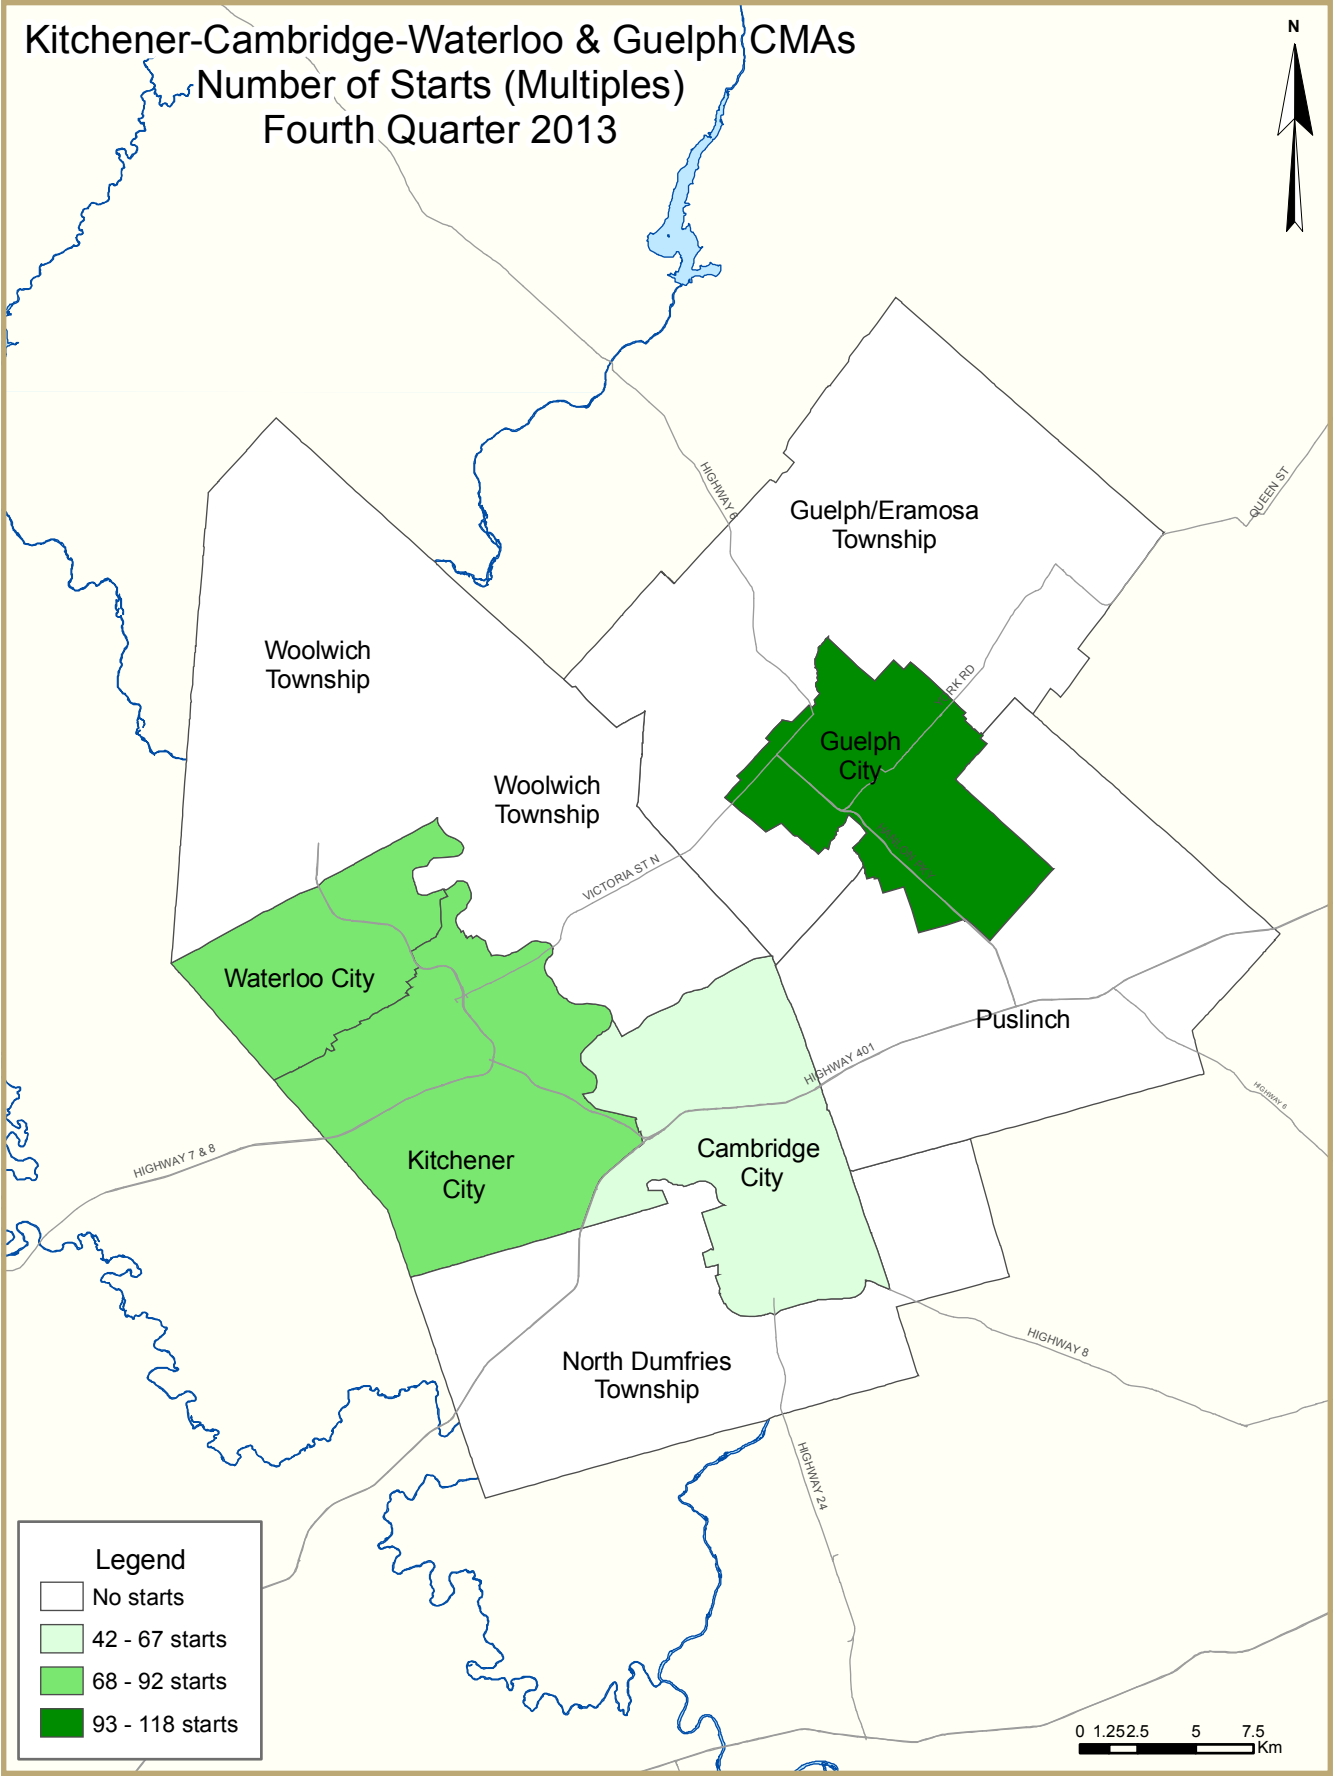 Kitchener-Cambridge-Waterloo & Guelph CMAs
Number of Starts (Multiples)
Fourth Quarter 2013
N
HIGHWAY 6
QUEEN ST
Guelph/Eramosa
Township
Woolwich
Township
RK RD
Guelph
City
Woolwich
Township
VICTORIA ST N
Waterloo City
Puslinch
HIGHWAY 401
HIGHWAY 6
HIGHWAY 7 & 8
Kitchener
City
Cambridge
City
HIGHWAY 8
North Dumfries
Township
HIGHWAY 24
Legend
No starts
42 - 67 starts
68 - 92 starts
93 - 118 starts
0 1.252.5 5 7.5
Km